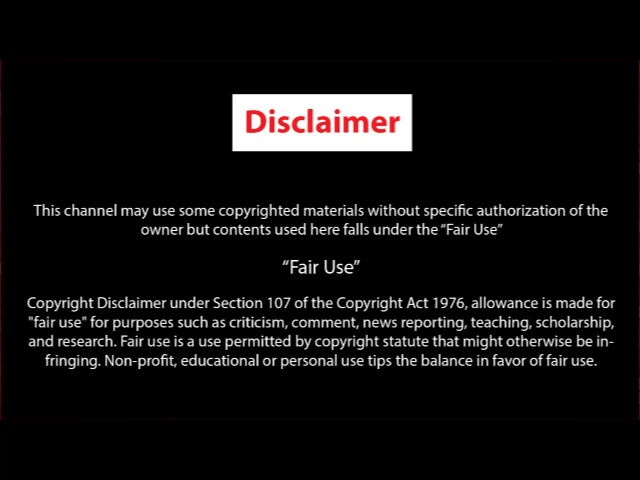 Disclaimer
This channel may use some copyrighted materials without specific authorization of the
owner but contents used here falls under the “Fair Use”
“Fair Use”
Copyright Disclaimer under Section 107 of the Copyright Act 1976, allowance is made for
"fair use" for purposes such as criticism, comment, news reporting, teaching, scholarship,
and research. Fair use is a use permitted by copyright statute that might otherwise be in-
fringing. Non-profit, educational or personal use tips the balance in favor of fair use.